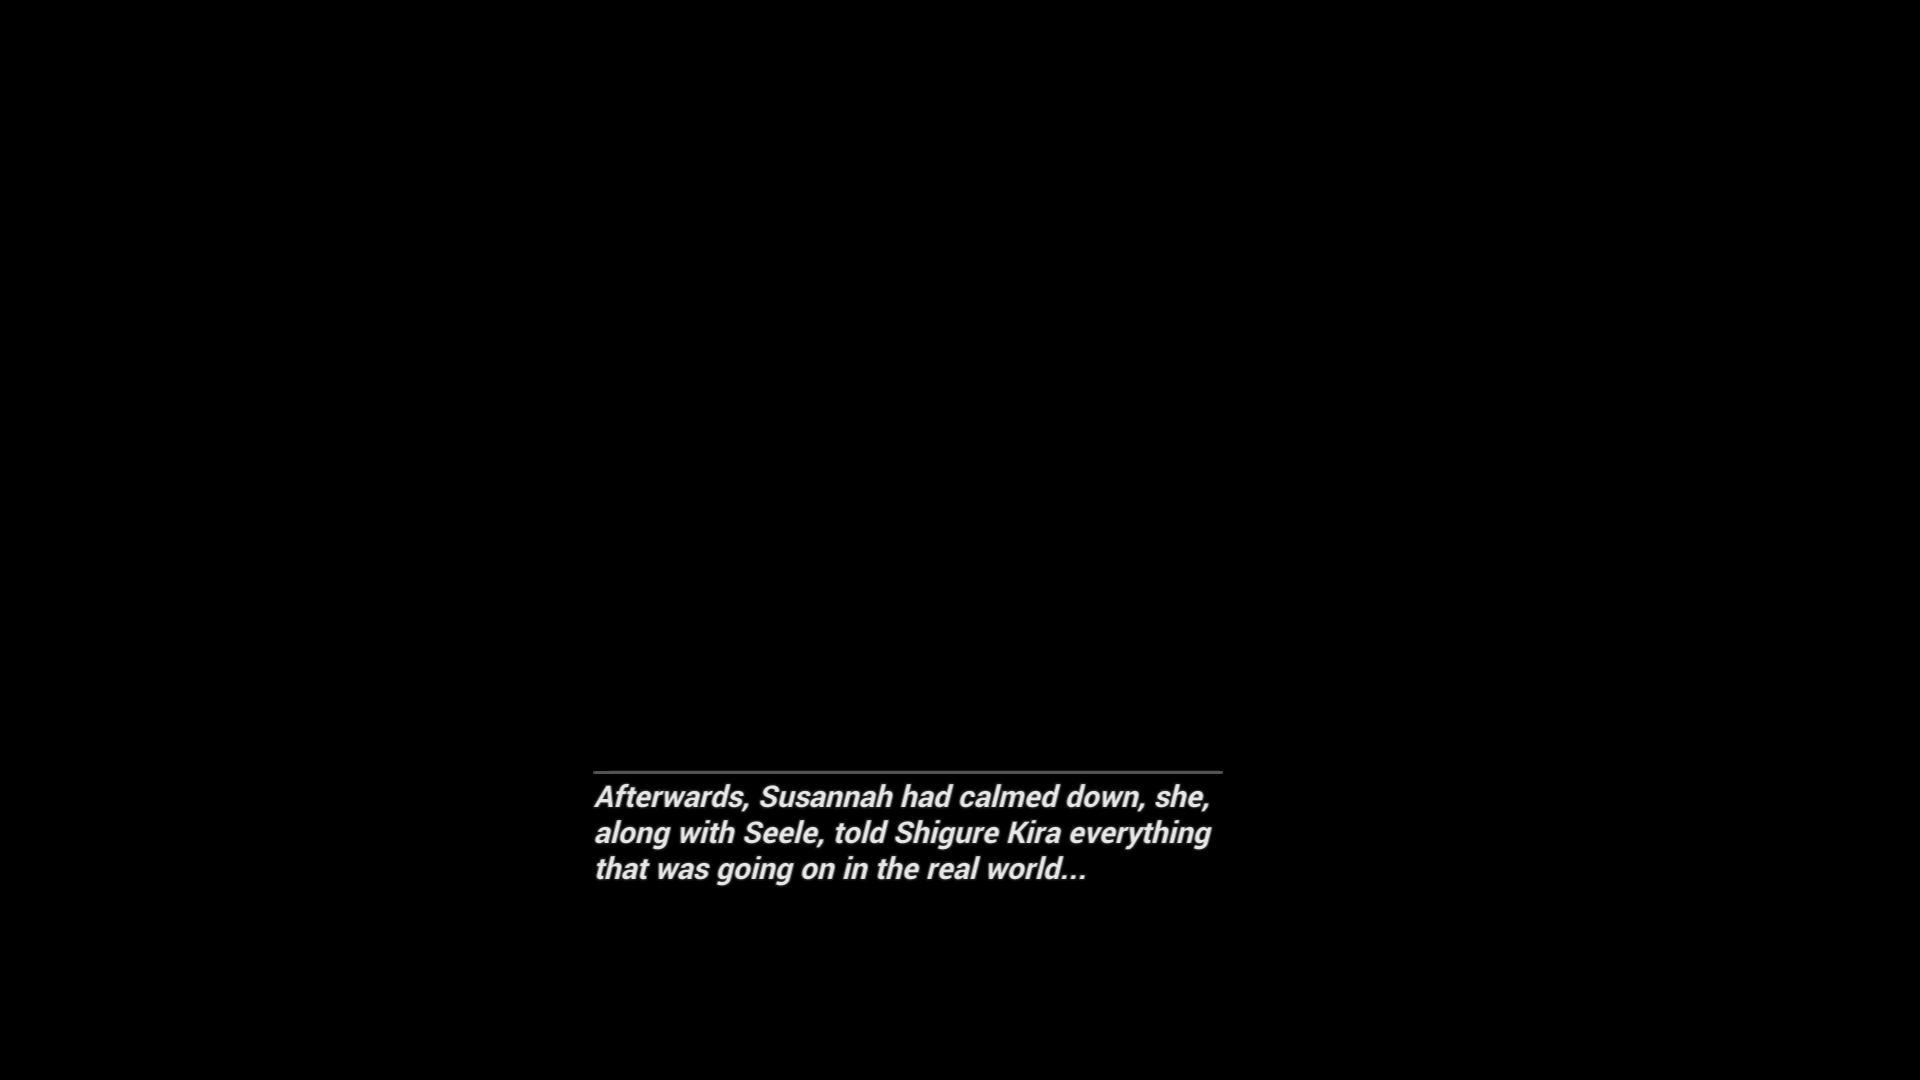 Afterwards, Susannah had calmed down, she,
along with Seele, told Shigure Kira everything
that was going on in the real world...